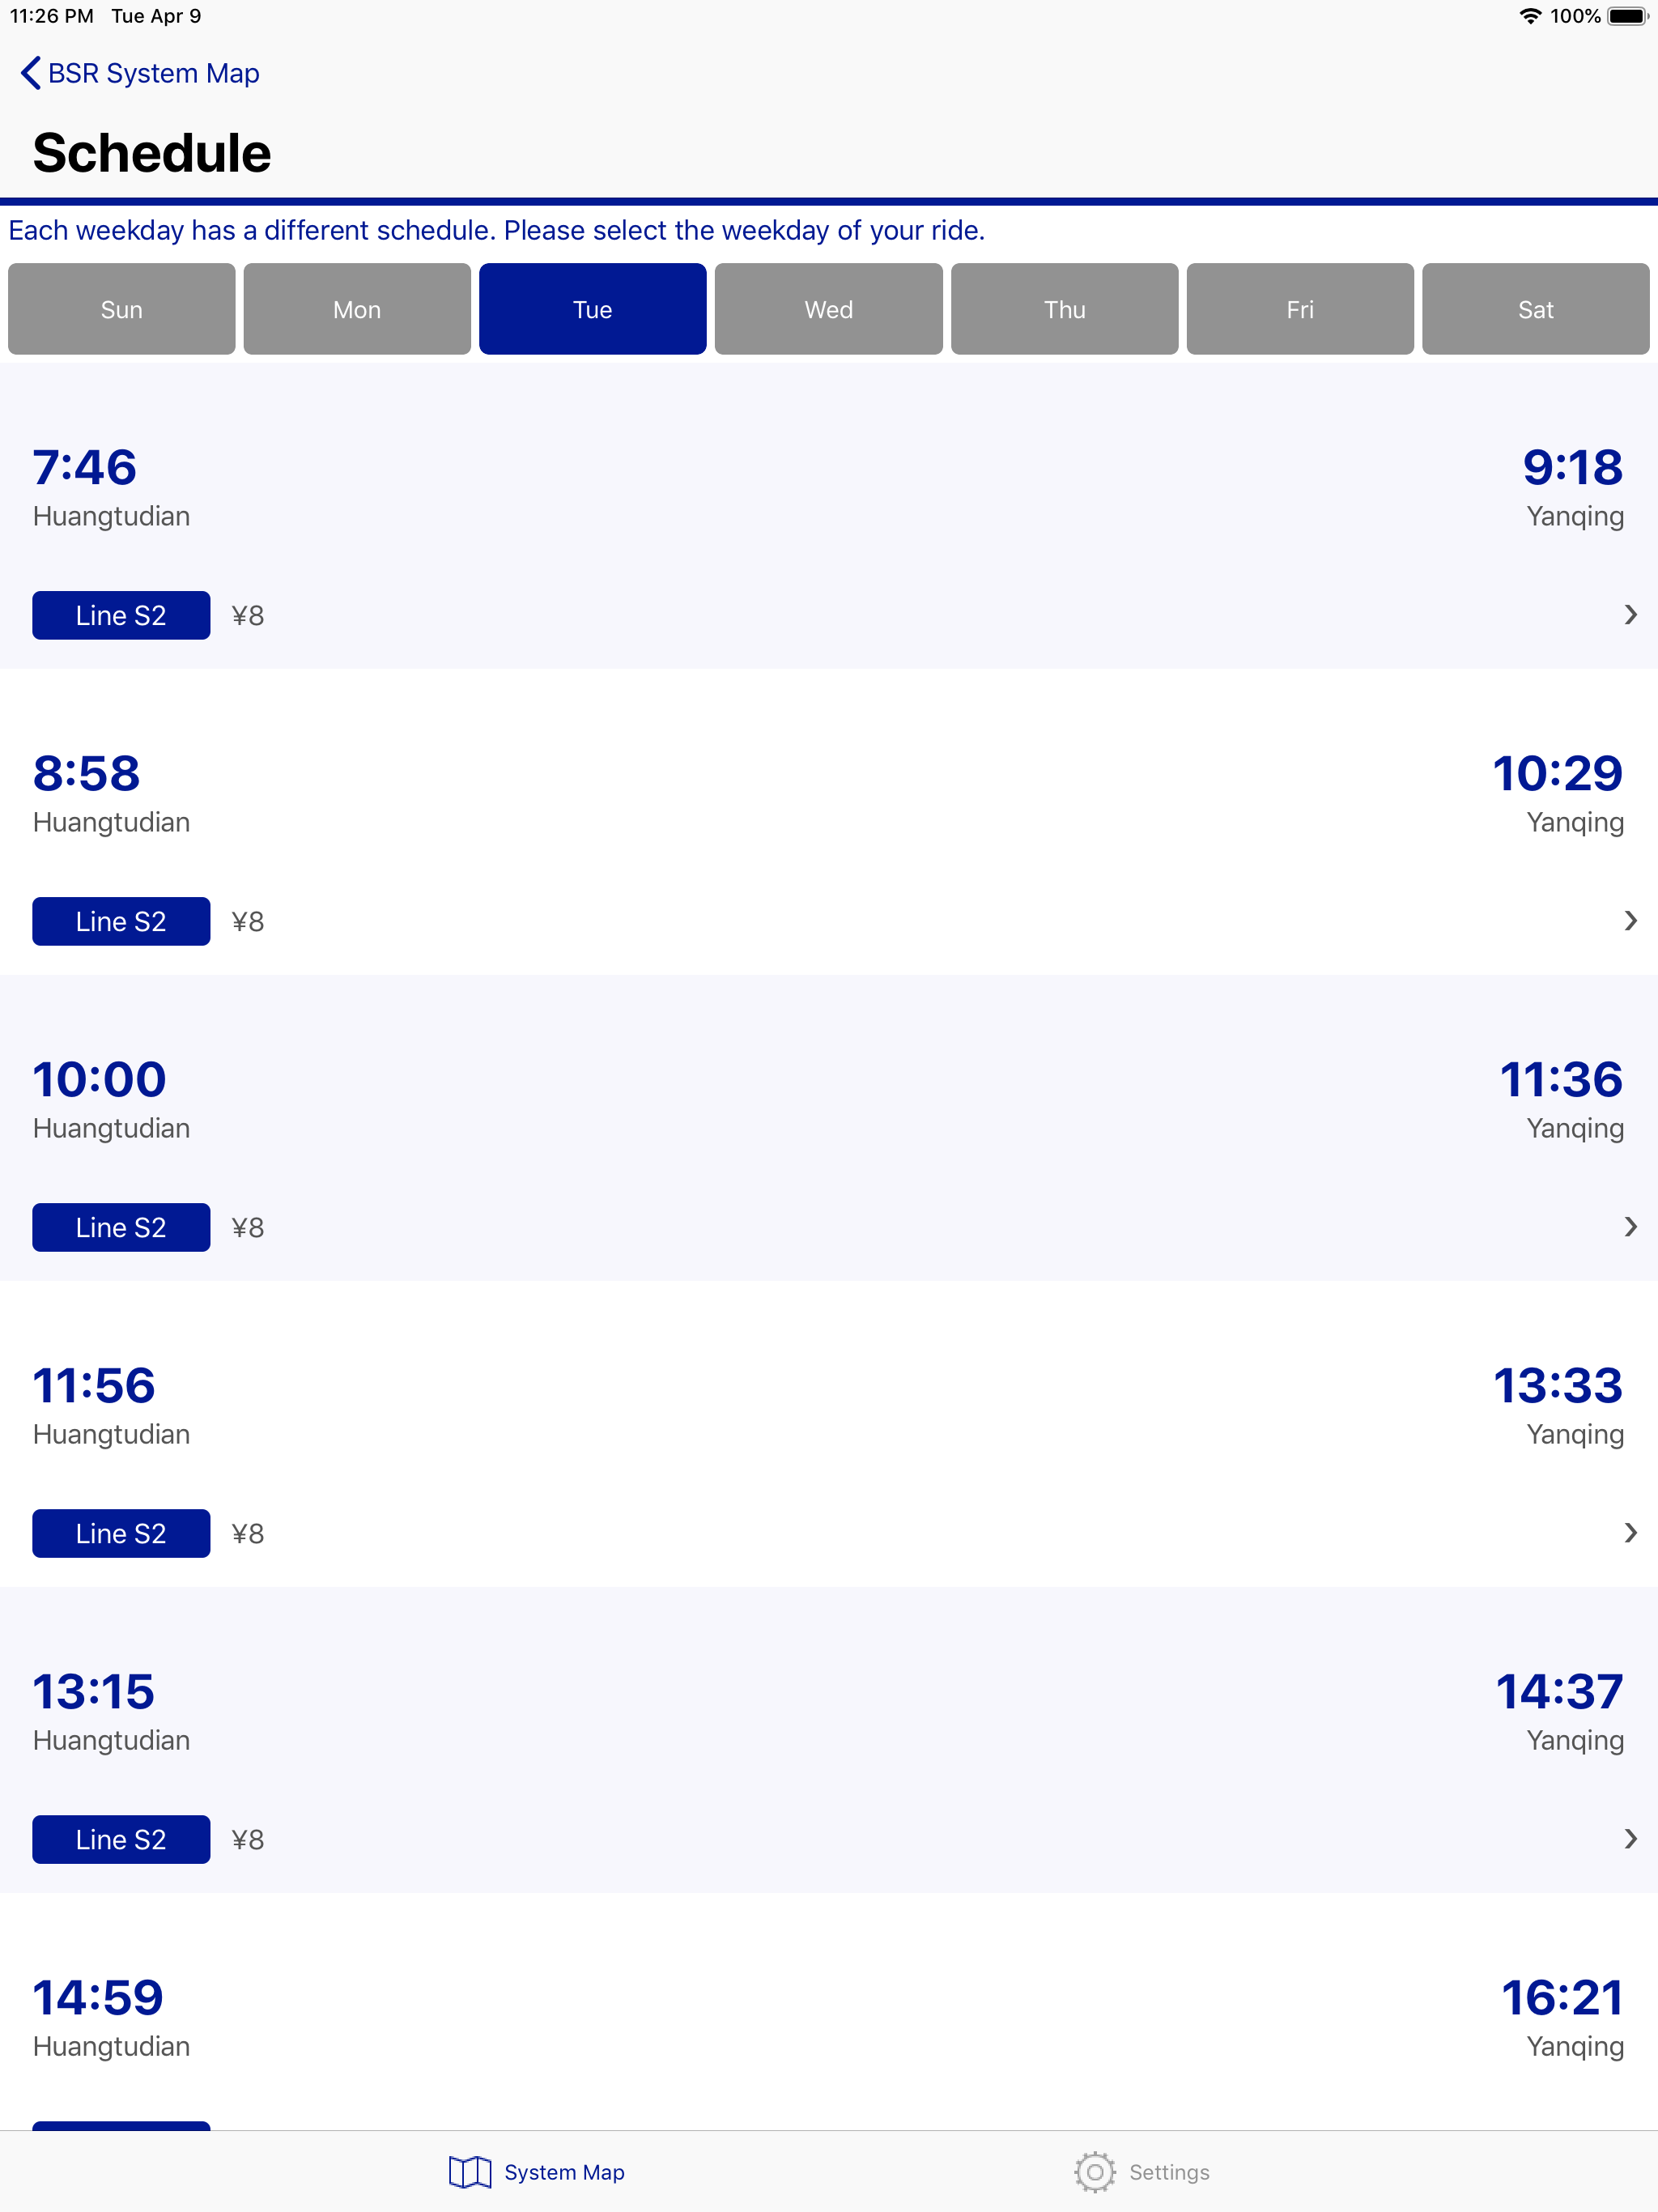 11:26 PM Tue Apr 9 100%
BSR System Map
Schedule
Each weekday has a different schedule. Please select the weekday of your ride.
Sun Mon Tue Wed Thu Fri Sat
7:46 9:18
Huangtudian Yanqing
Line S2 ¥8
8:58 10:29
Huangtudian Yanqing
Line S2 ¥8
10:00 11:36
Huangtudian Yanqing
Line S2 ¥8
11:56 13:33
Huangtudian Yanqing
Line S2 ¥8
13:15 14:37
Huangtudian Yanqing
Line S2 ¥8
14:59 16:21
Huangtudian Yanqing
System Map Settings